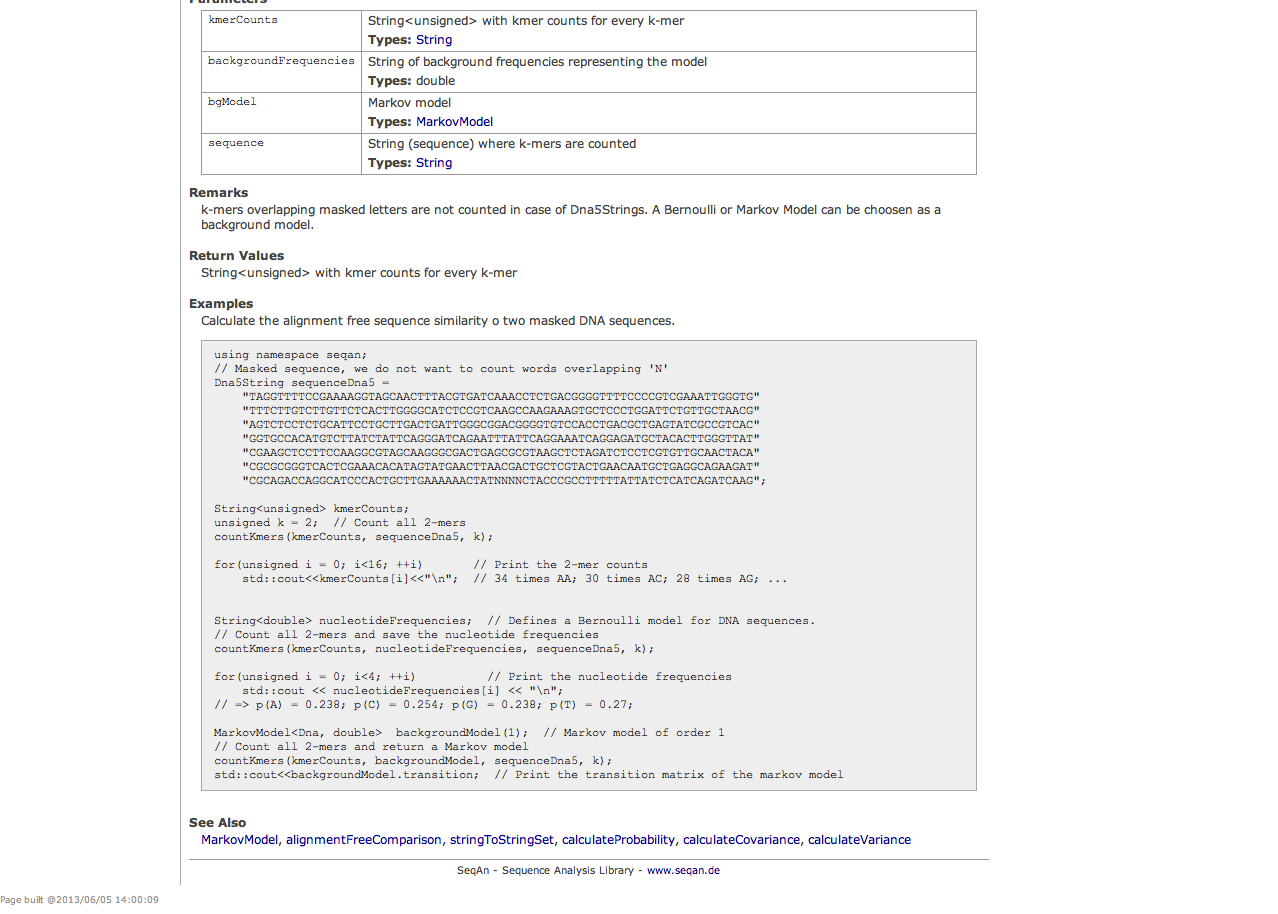 Parameters
kmerCounts
String<unsigned> with kmer counts for every k-mer
Types: String
backgroundFrequencies
String of background frequencies representing the model
Types: double
bgModel
Markov model
Types: MarkovModel
sequence
String (sequence) where k-mers are counted
Types: String
Remarks
k-mers overlapping masked letters are not counted in case of Dna5Strings. A Bernoulli or Markov Model can be choosen as a
background model.
Return Values
String<unsigned> with kmer counts for every k-mer
Examples
Calculate the alignment free sequence similarity o two masked DNA sequences.
using namespace seqan;
// Masked sequence, we do not want to count words overlapping 'N'
Dna5String sequenceDna5 =
    "TAGGTTTTCCGAAAAGGTAGCAACTTTACGTGATCAAACCTCTGACGGGGTTTTCCCCGTCGAAATTGGGTG"
    "TTTCTTGTCTTGTTCTCACTTGGGGCATCTCCGTCAAGCCAAGAAAGTGCTCCCTGGATTCTGTTGCTAACG"
    "AGTCTCCTCTGCATTCCTGCTTGACTGATTGGGCGGACGGGGTGTCCACCTGACGCTGAGTATCGCCGTCAC"
    "GGTGCCACATGTCTTATCTATTCAGGGATCAGAATTTATTCAGGAAATCAGGAGATGCTACACTTGGGTTAT"
    "CGAAGCTCCTTCCAAGGCGTAGCAAGGGCGACTGAGCGCGTAAGCTCTAGATCTCCTCGTGTTGCAACTACA"
    "CGCGCGGGTCACTCGAAACACATAGTATGAACTTAACGACTGCTCGTACTGAACAATGCTGAGGCAGAAGAT"
    "CGCAGACCAGGCATCCCACTGCTTGAAAAAACTATNNNNCTACCCGCCTTTTTATTATCTCATCAGATCAAG";
String<unsigned> kmerCounts;
unsigned k = 2;  // Count all 2-mers
countKmers(kmerCounts, sequenceDna5, k);
for(unsigned i = 0; i<16; ++i)       // Print the 2-mer counts
    std::cout<<kmerCounts[i]<<"\n";  // 34 times AA; 30 times AC; 28 times AG; ...
String<double> nucleotideFrequencies;  // Defines a Bernoulli model for DNA sequences.
// Count all 2-mers and save the nucleotide frequencies
countKmers(kmerCounts, nucleotideFrequencies, sequenceDna5, k);
for(unsigned i = 0; i<4; ++i)          // Print the nucleotide frequencies
    std::cout << nucleotideFrequencies[i] << "\n";
// => p(A) = 0.238; p(C) = 0.254; p(G) = 0.238; p(T) = 0.27;
MarkovModel<Dna, double>  backgroundModel(1);  // Markov model of order 1
// Count all 2-mers and return a Markov model
countKmers(kmerCounts, backgroundModel, sequenceDna5, k);
std::cout<<backgroundModel.transition;  // Print the transition matrix of the markov model
See Also
MarkovModel, alignmentFreeComparison, stringToStringSet, calculateProbability, calculateCovariance, calculateVariance
SeqAn - Sequence Analysis Library - www.seqan.de
Page built @2013/06/05 14:00:09